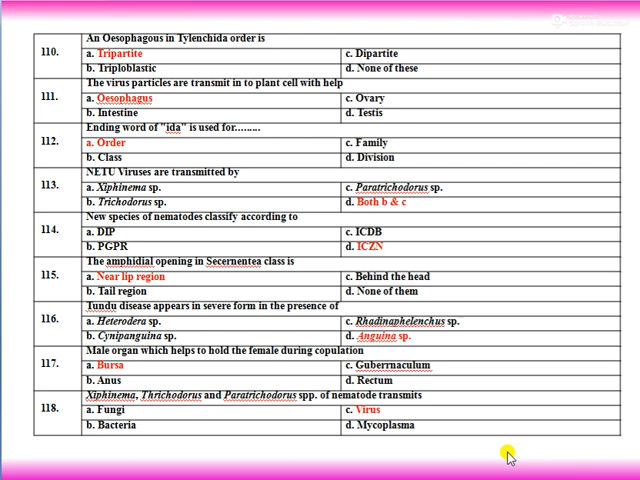 An Oesophagous in Tylenchida order is
110.
a. Tripartite
c. Dipartite
b. Triploblastic
d. None of these
The virus particles are transmit in to plant cell with help
111.
a. Oesophagus
c. Ovary
b. Intestine
d. Testis
Ending word of "ida" is used for.........
112.
a. Order
c. Family
b. Class
d. Division
NETU Viruses are transmitted by
113.
a. Xiphinema sp.
c. Paratrichodorus sp.
b. Trichodorus sp.
d. Both b & c
New species of nematodes classify according to
114.
a. DIP
c. ICDB
b. PGPR
d. ICZN
The amphidial opening in Secernentea class is
115.
a. Near lip region
c. Behind the head
b. Tail region
d. None of them
Tundu disease appears in severe form in the presence of
116.
a. Heterodera sp.
c. Rhadinaphelenchus sp.
b. Cynipanguina sp.
d. Anguina sp.
Male organ which helps to hold the female during copulation
117.
a. Bursa
c. Guberrnaculum
b. Anus
d. Rectum
Xiphinema, Thrichodorus and Paratrichodorus spp. of nematode transmits
118.
a. Fungi
c. Virus
b. Bacteria
d. Mycoplasma